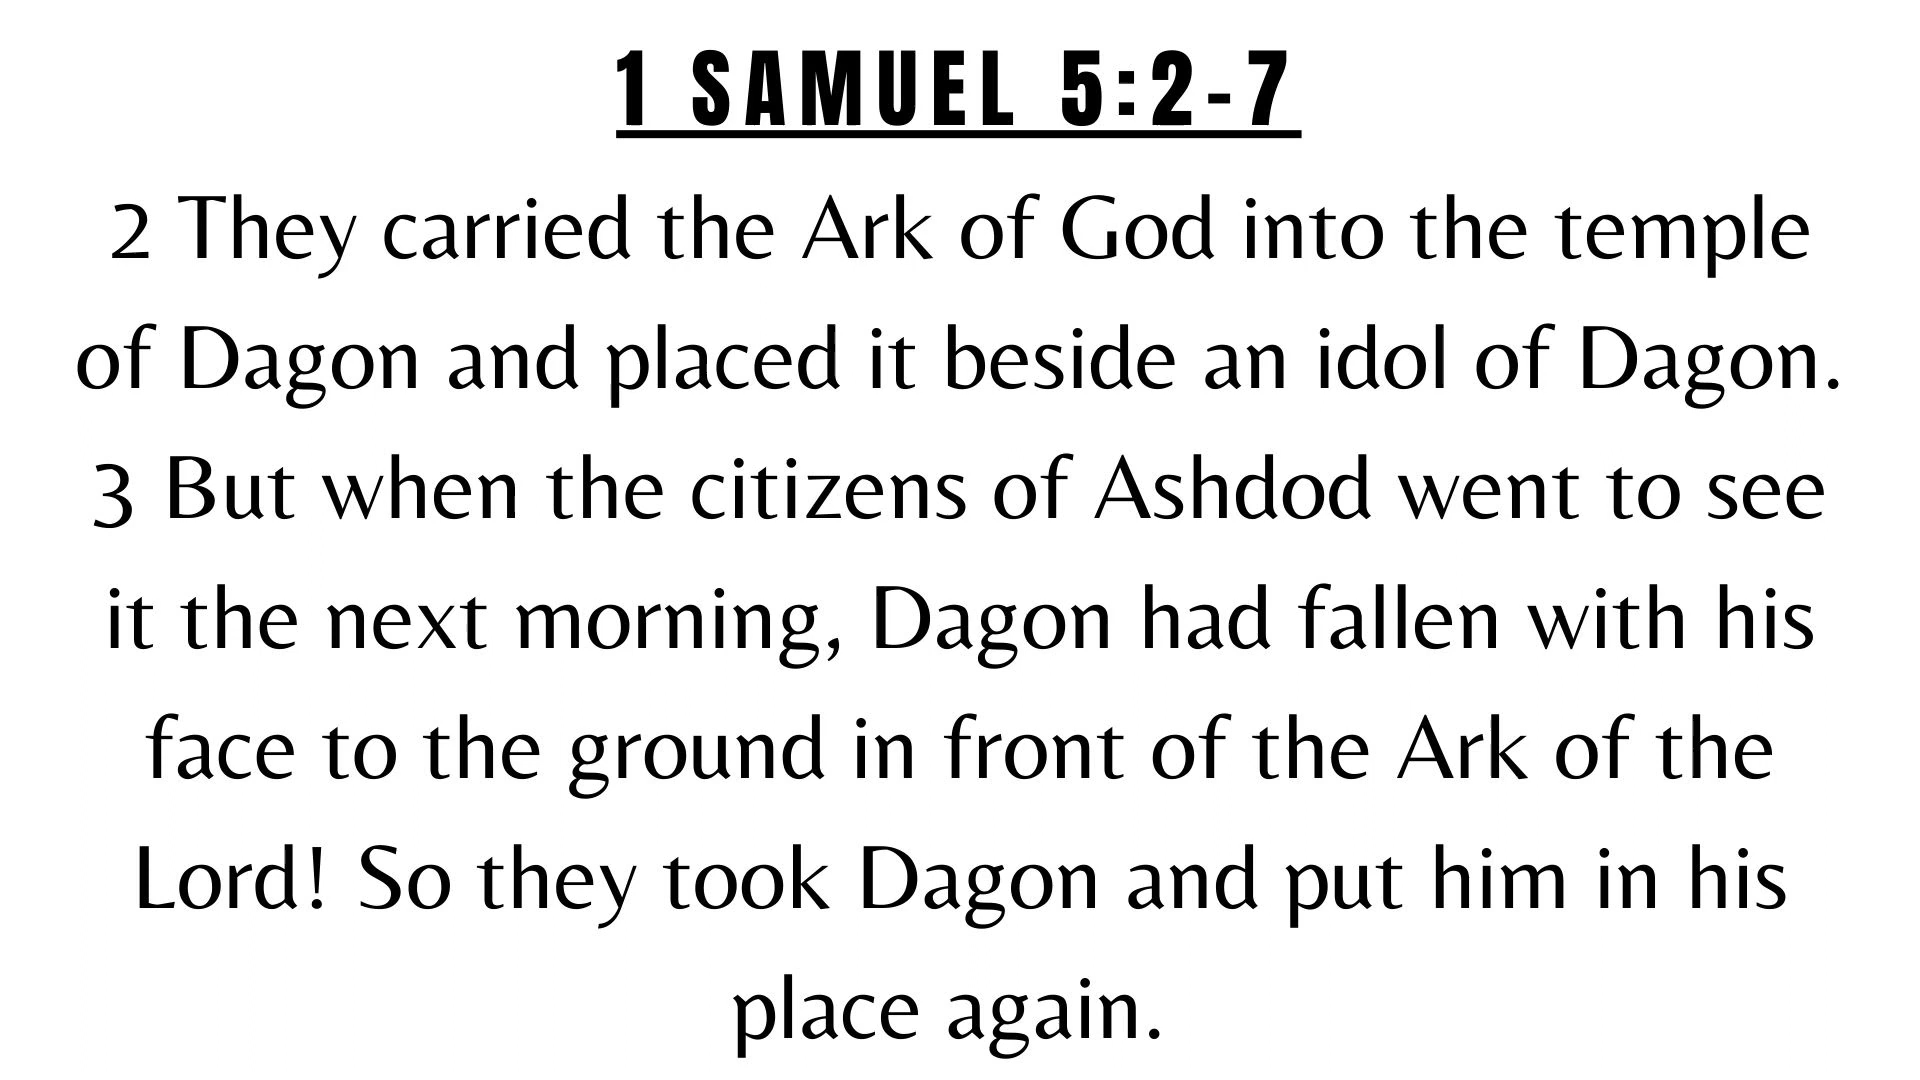 1 SAMUEL 5:2-7
2 They carried the Ark of God into the temple
of Dagon and placed it beside an idol of Dagon.
3 But when the citizens of Ashdod went to see
it the next morning, Dagon had fallen with his
face to the ground in front of the Ark of the
Lord! So they took Dagon and put him in his
place again.